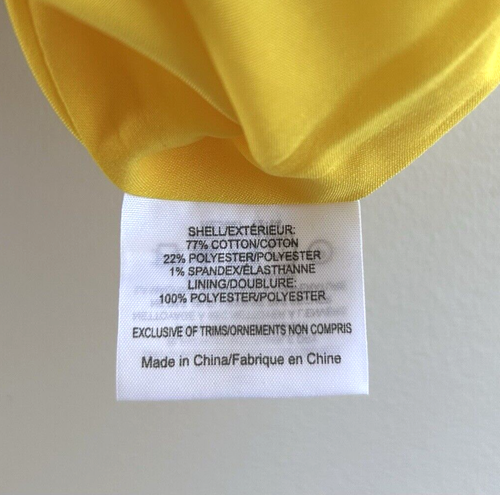 SHELL/EXTÉRIEUR:
77% COTTON/COTON
22% POLYESTER/POLYESTER
1% SPANDEX/ÉLASTHANNE
LINING/DOUBLURE:
100% POLYESTER/POLYESTER
EXCLUSIVE OF TRIMS/ORNEMENTS NON COMPRIS
Made in China/Fabrique en Chine